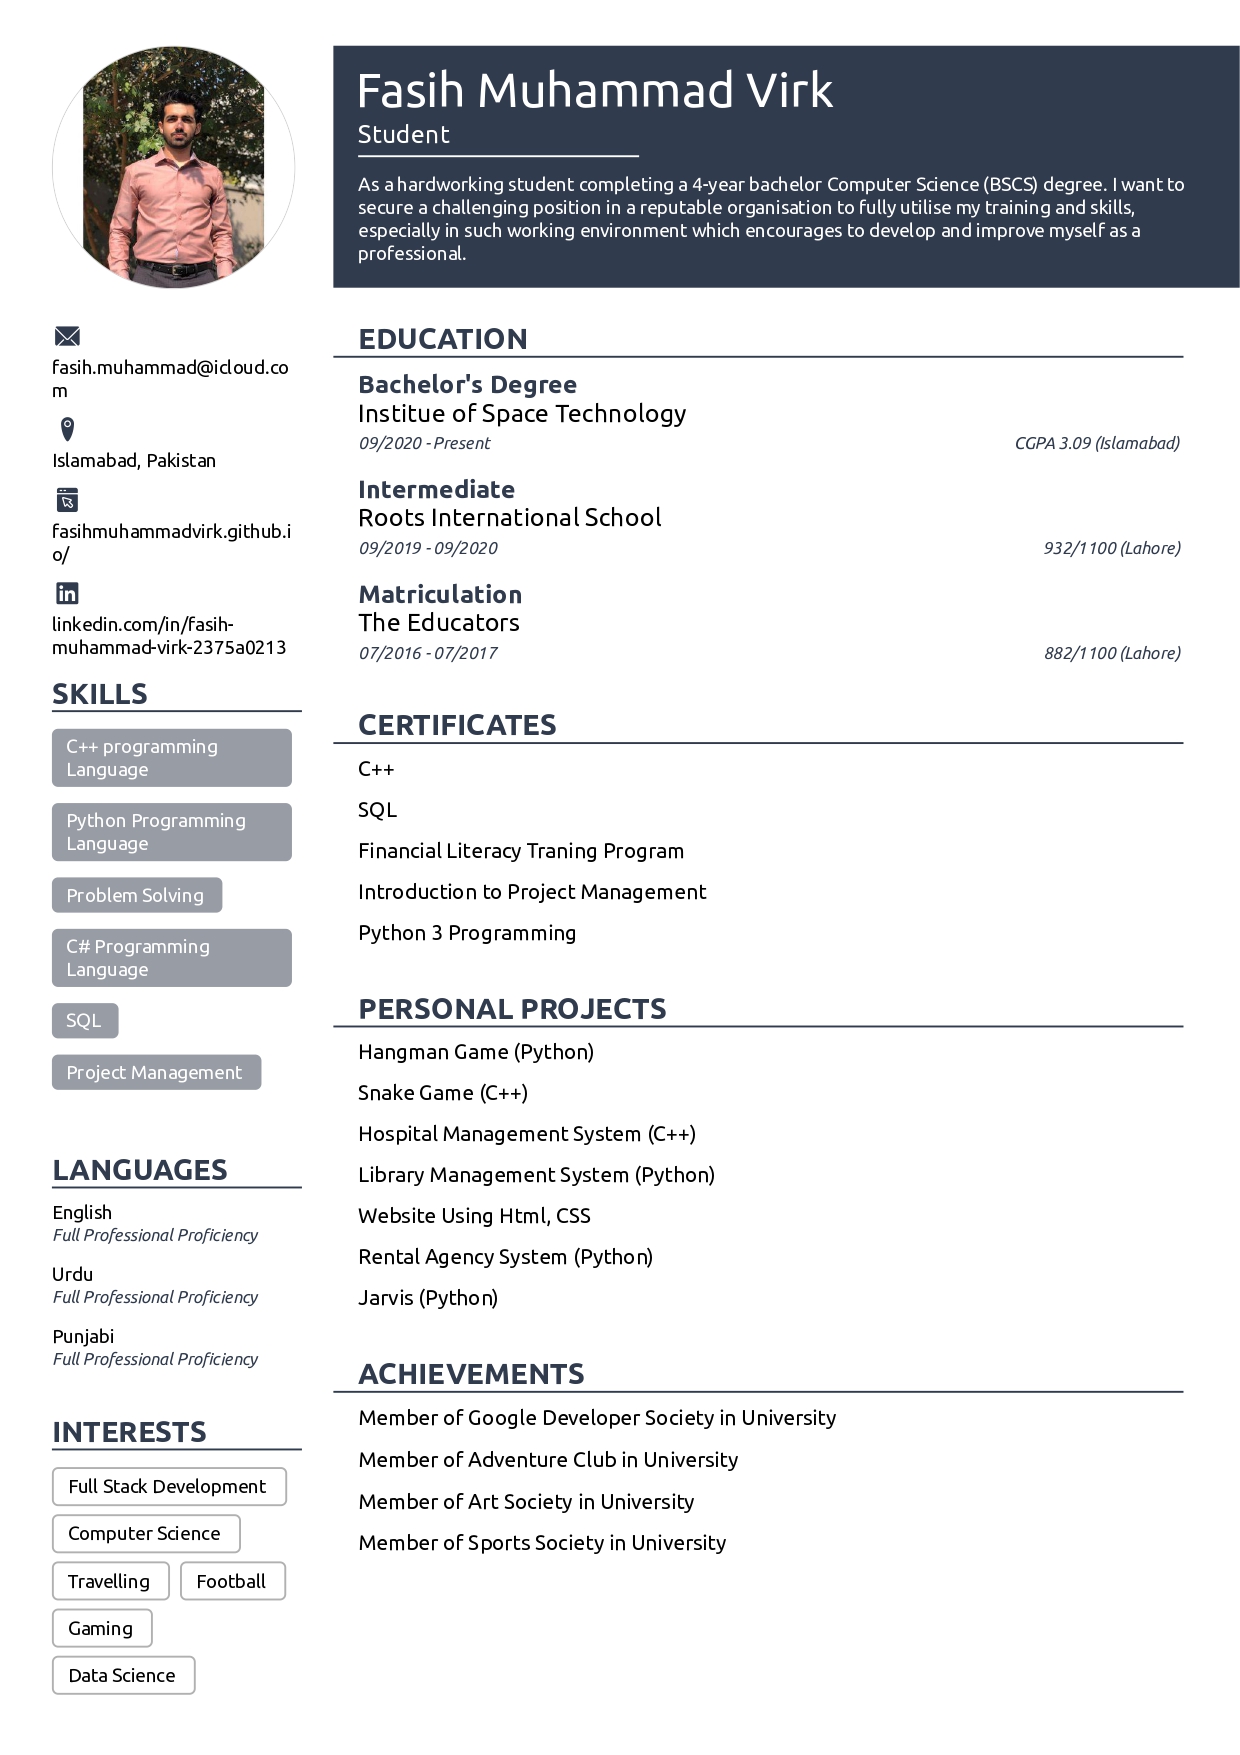 Fasih Muhammad Virk
Student
As a hardworking student completing a 4-year bachelor Computer Science (BSCS) degree. I want to
secure a challenging position in a reputable organisation to fully utilise my training and skills,
especially in such working environment which encourages to develop and improve myself as a
professional.
fasih.muhammad@icloud.co
m
Islamabad, Pakistan
fasihmuhammadvirk.github.i
o/
linkedin.com/in/fasih-
muhammad-virk-2375a0213
SKILLS
C++ programming
Language
Python Programming
Language
Problem Solving
C# Programming
Language
SQL
Project Management
LANGUAGES
English
Full Professional Proficiency
Urdu
Full Professional Proficiency
Punjabi
Full Professional Proficiency
INTERESTS
Full Stack Development
Computer Science
Travelling
Football
Gaming
Data Science
EDUCATION
Bachelor's Degree
Institue of Space Technology
09/2020 - Present
CGPA 3.09 (Islamabad)
Intermediate
Roots International School
09/2019 - 09/2020
932/1100 (Lahore)
Matriculation
The Educators
07/2016 - 07/2017
882/1100 (Lahore)
CERTIFICATES
C++
SQL
Financial Literacy Traning Program
Introduction to Project Management
Python 3 Programming
PERSONAL PROJECTS
Hangman Game (Python)
Snake Game (C++)
Hospital Management System (C++)
Library Management System (Python)
Website Using Html, CSS
Rental Agency System (Python)
Jarvis (Python)
ACHIEVEMENTS
Member of Google Developer Society in University
Member of Adventure Club in University
Member of Art Society in University
Member of Sports Society in University